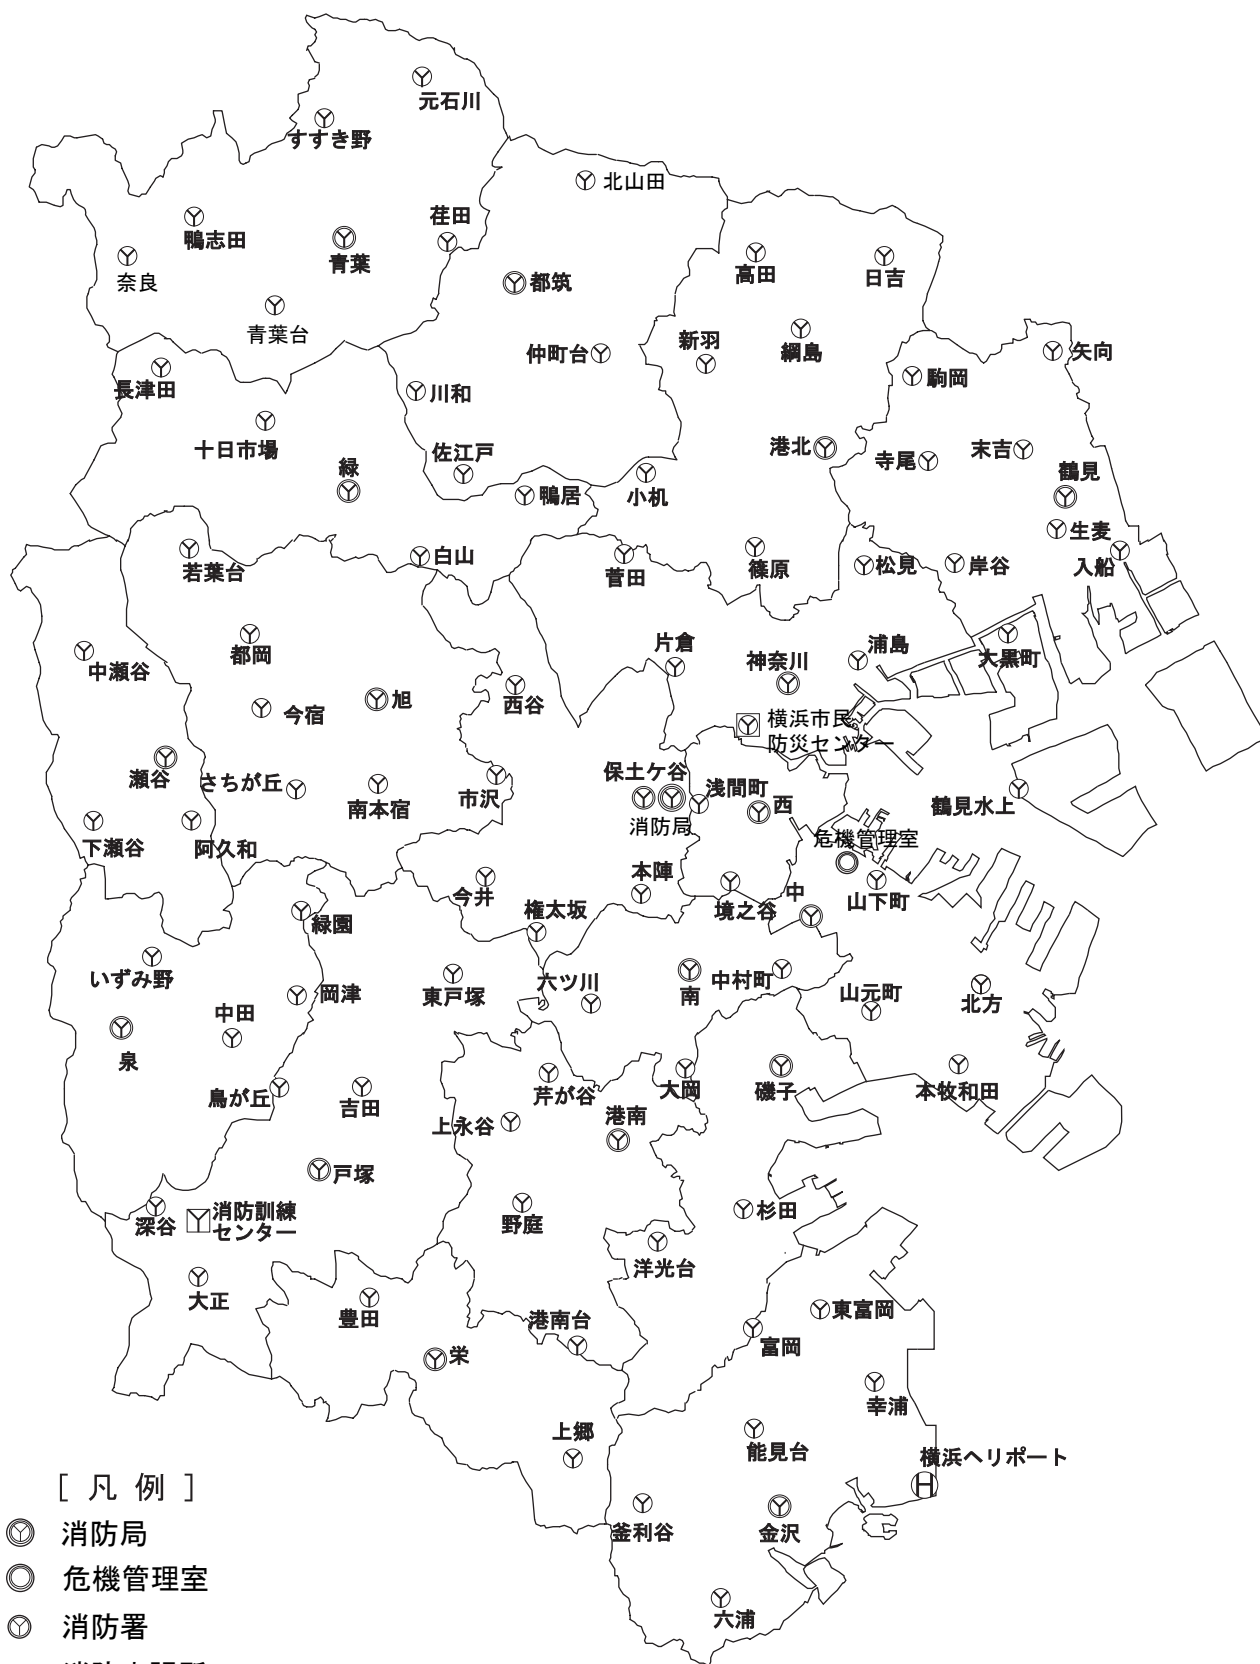 元石川
すすき野
北山田
荏田
鴨志田
青葉
奈良
都筑
高田
日吉
青葉台
新羽
綱島
仲町台
矢向
駒岡
長津田
川和
十日市場
佐江戸
港北
寺尾
末吉
鶴見
緑
鴨居
小机
生麦
白山
若葉台
菅田
篠原
松見
岸谷
入船
中瀬谷
都岡
片倉
神奈川
浦島
大黒町
今宿
旭
西谷
横浜市民
防災センター
瀬谷
さちが丘
南本宿
市沢
保土ケ谷
浅間町
西
鶴見水上
消防局
危機管理室
下瀬谷
阿久和
今井
本陣
境之谷
中
山下町
緑園
権太坂
いずみ野
岡津
東戸塚
六ツ川
南
中村町
山元町
北方
中田
泉
鳥が丘
吉田
芹が谷
大岡
磯子
本牧和田
上永谷
港南
戸塚
深谷
消防訓練
センター
野庭
杉田
洋光台
大正
豊田
港南台
東富岡
富岡
栄
幸浦
上郷
能見台
横浜ヘリポート
釜利谷
金沢
六浦
[ 凡 例 ]
消防局
危機管理室
消防署